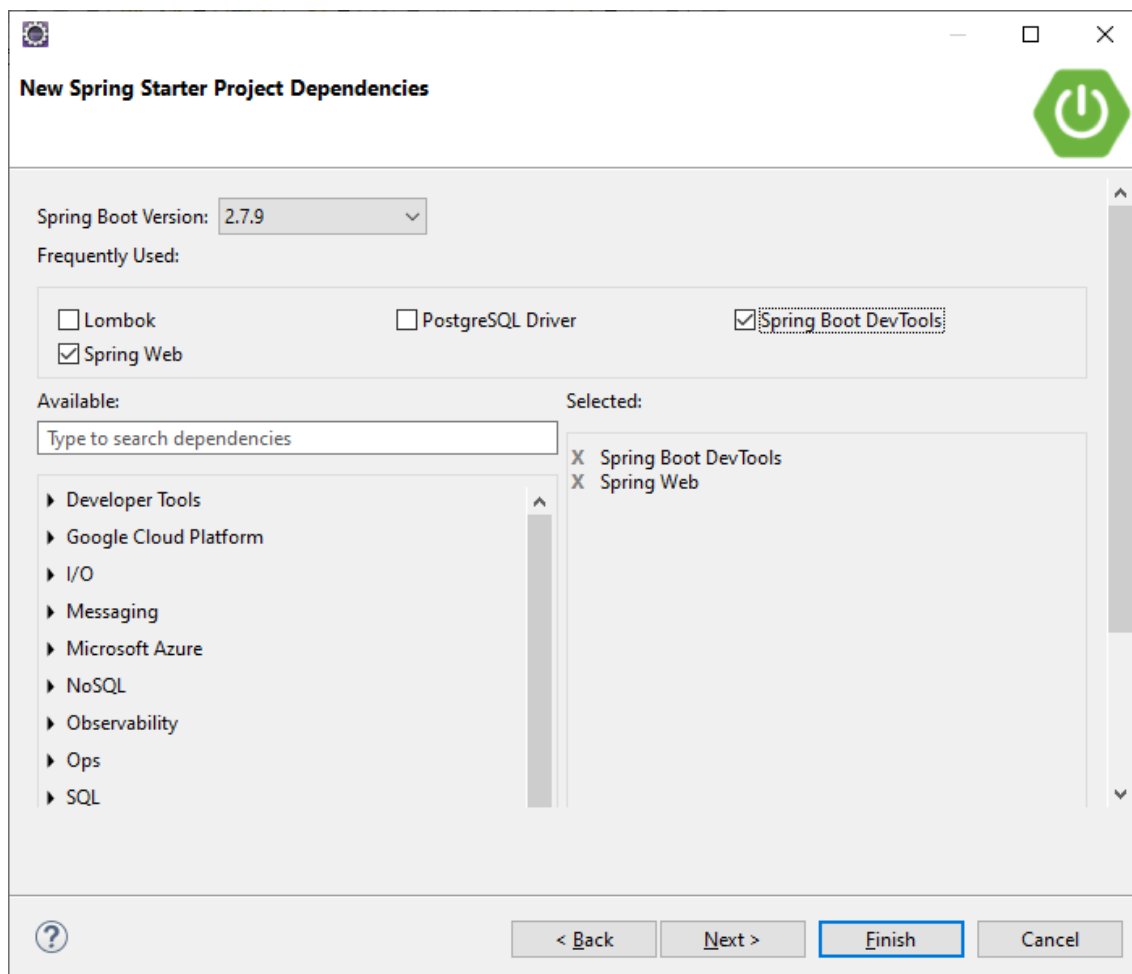 New Spring Starter Project Dependencies
Spring Boot Version: 2.7.9
Frequently Used:
Lombok PostgreSQL Driver Spring Boot DevTools
Spring Web
Available: Selected:
Type to search dependencies
X Spring Boot DevTools
X Spring Web
Developer Tools
Google Cloud Platform
I/O
Messaging
Microsoft Azure
NoSQL
Observability
Ops
SQL
? < Back Next > Finish Cancel